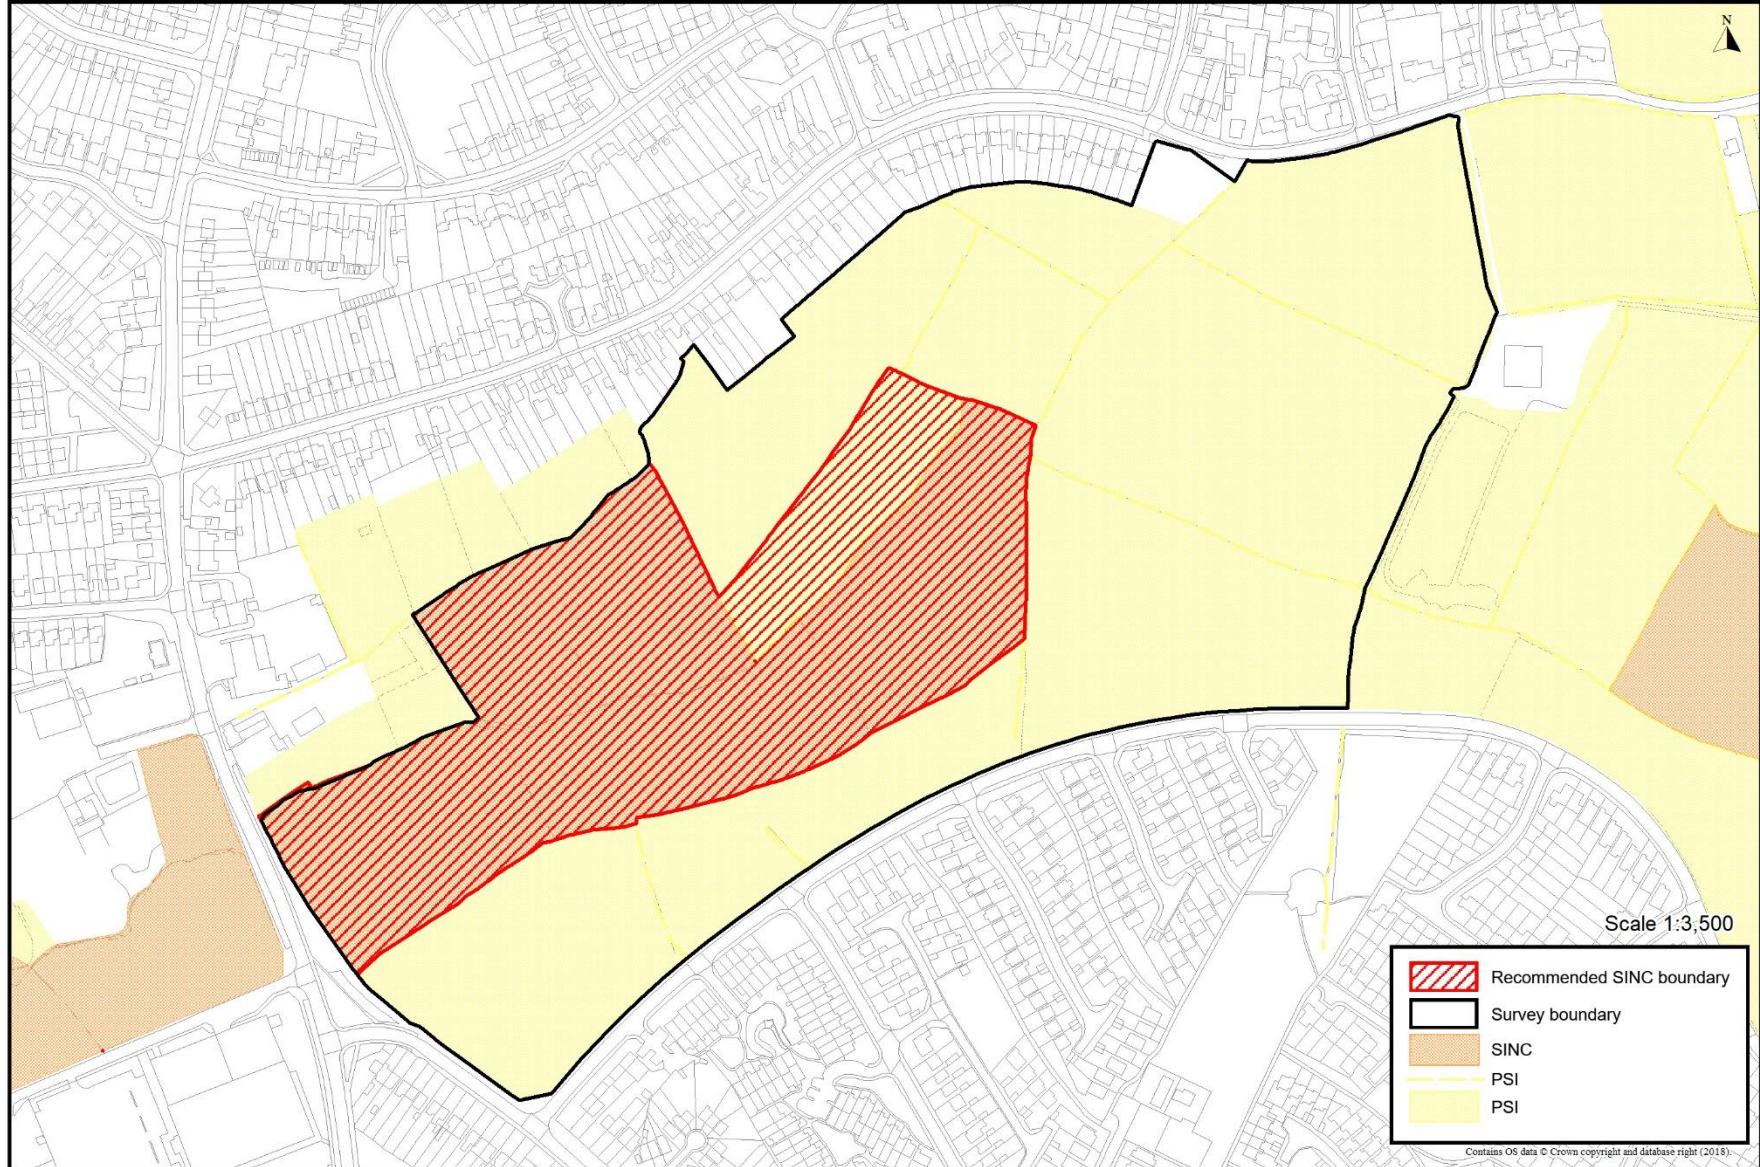 N
Scale 1:3,500
Recommended SINC boundary
Survey boundary
SINC
PSI
PSI
Contains OS data © Crown copyright and database right (2018).